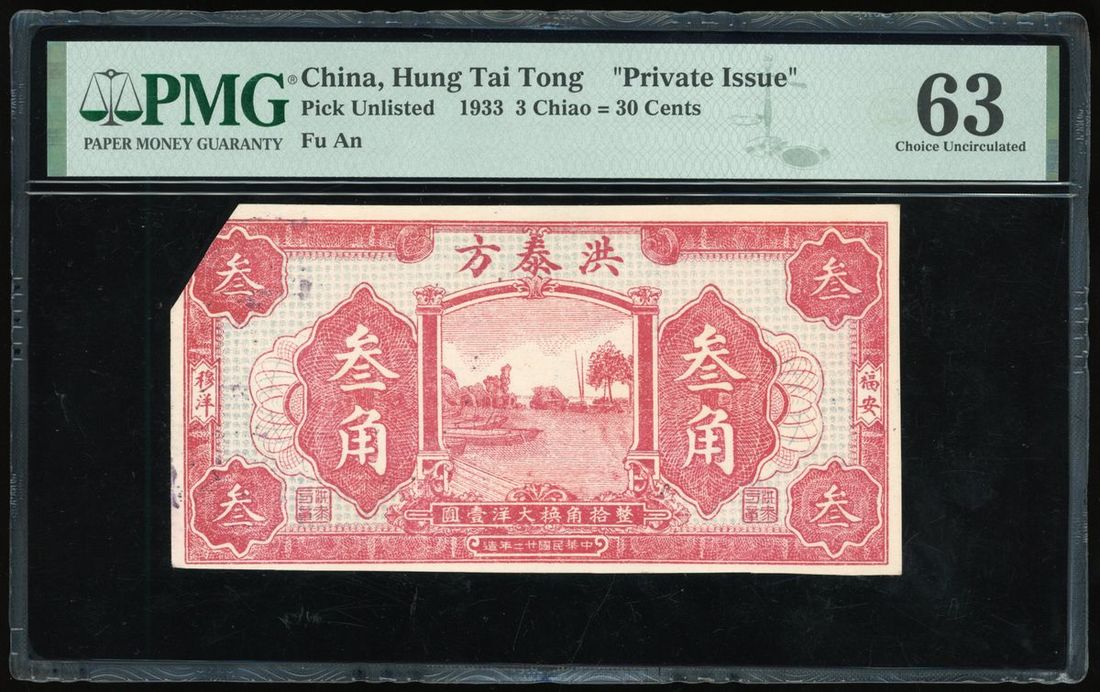 PMG®
PAPER MONEY GUARANTY
China, Hung Tai Tong "Private Issue"
Pick Unlisted 1933 3 Chiao = 30 Cents
Fu An
63
Choice Uncirculated
洪泰方
叁
叁
叁角
叁角
福安
洋
叁
叁
整拾角換大洋壹圓
中華民國廿二年造